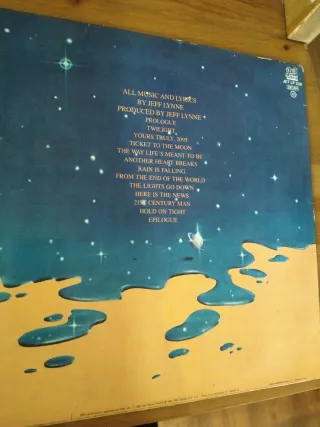 ALL MUSIC AND LYRICS
BY JEFF LYNNE
PRODUCED BY JEFF LYNNE
PROLOGUE
TWILIGHT
YOURS TRULY, 2095
TICKET TO THE MOON
THE WAY LIFE'S MEANT TO BE
ANOTHER HEART BREAKS
RAIN IS FALLING
FROM THE END OF THE WORLD
THE LIGHTS GO DOWN
HERE IS THE NEWS
21ST CENTURY MAN
HOLD ON TIGHT
EPILOGUE